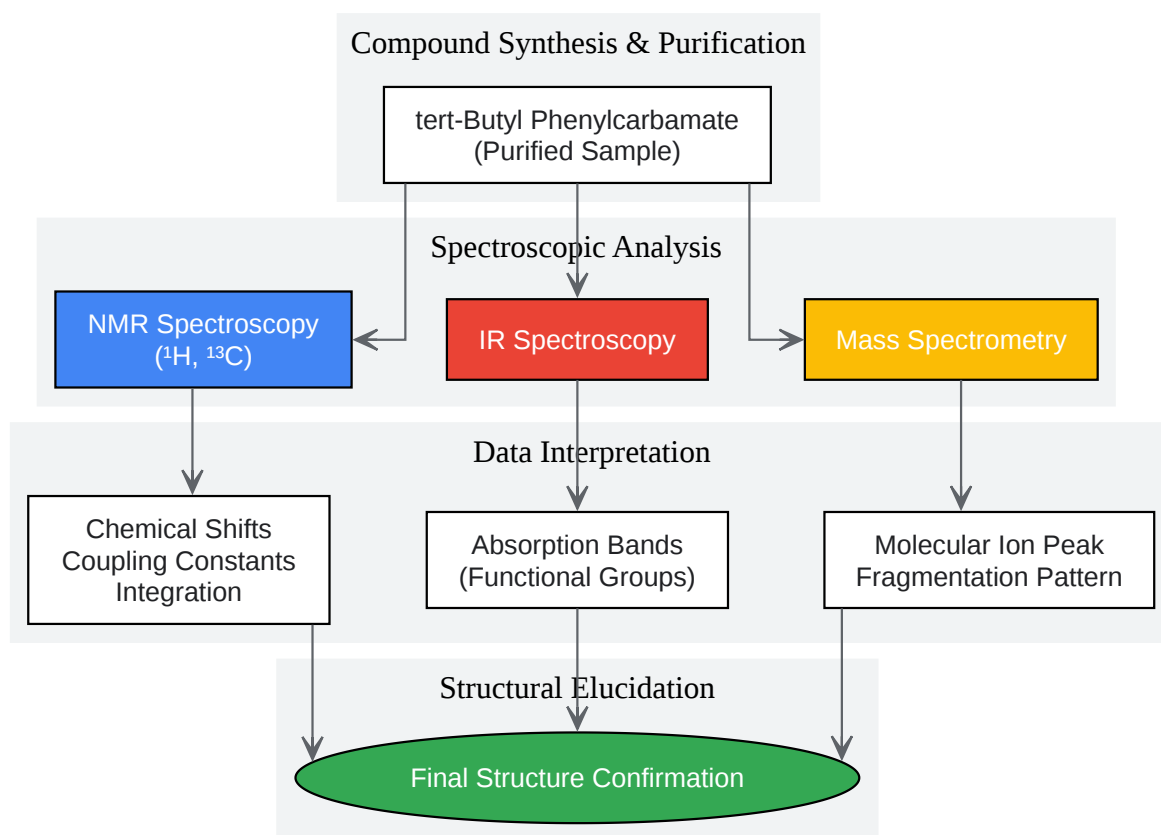 Compound Synthesis & Purification
tert-Butyl Phenylcarbamate
(Purified Sample)
Spectroscopic Analysis
NMR Spectroscopy
(¹H, ¹³C)
IR Spectroscopy
Mass Spectrometry
Data Interpretation
Chemical Shifts
Coupling Constants
Integration
Absorption Bands
(Functional Groups)
Molecular Ion Peak
Fragmentation Pattern
Structural Elucidation
Final Structure Confirmation